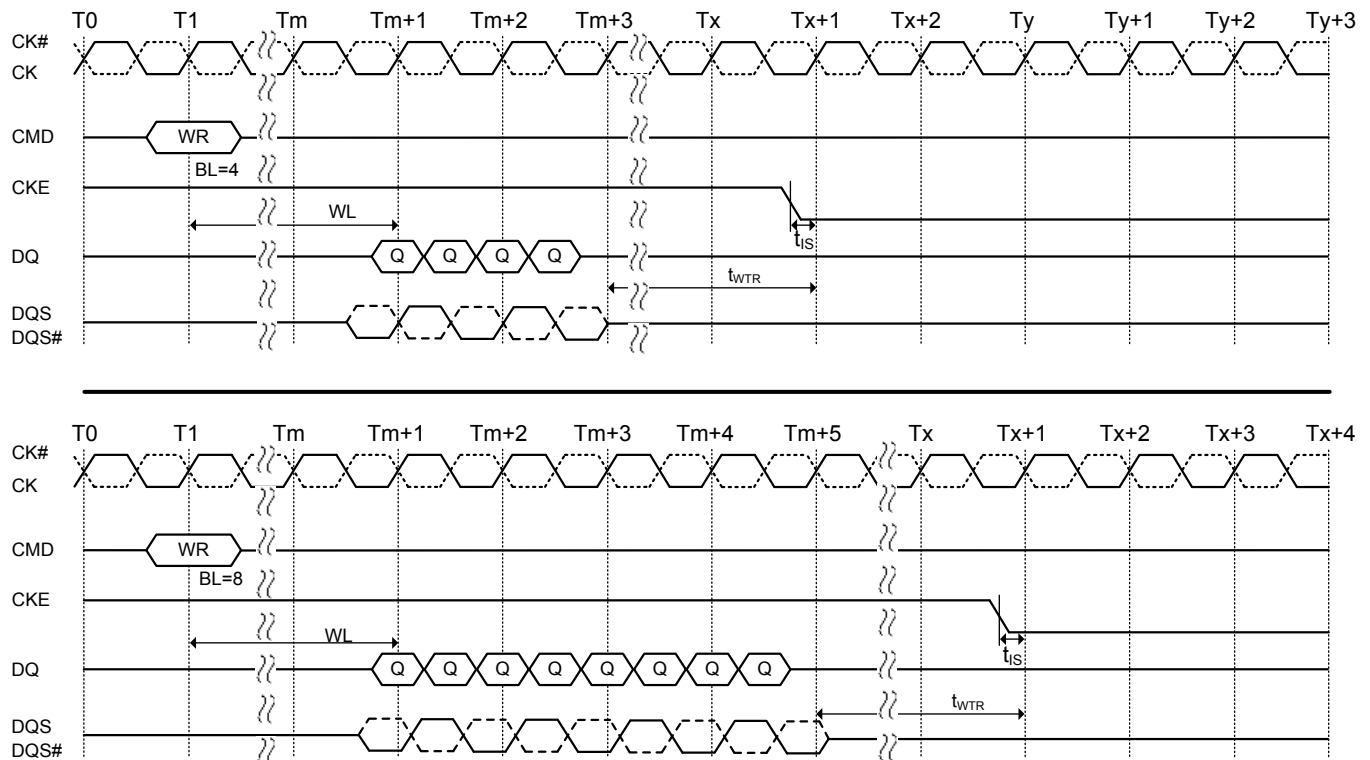 T0 T1 Tm Tm+1 Tm+2 Tm+3 Tx Tx+1 Tx+2 Ty Ty+1 Ty+2 Ty+3
CK#
CK
CMD WR
BL=4
CKE
WL
tIS
DQ Q Q Q Q
tWTR
DQS
DQS#
T0 T1 Tm Tm+1 Tm+2 Tm+3 Tm+4 Tm+5 Tx Tx+1 Tx+2 Tx+3 Tx+4
CK#
CK
CMD WR
BL=8
CKE
WL
tIS
DQ Q Q Q Q Q Q Q Q
tWTR
DQS
DQS#